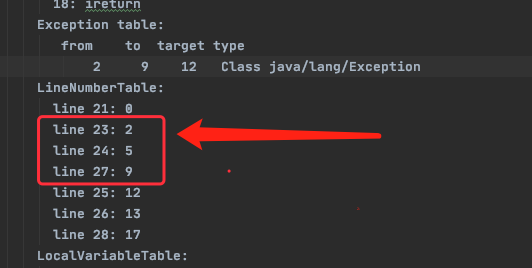 18: ireturn
Exception table:
from to target type
2 9 12 Class java/lang/Exception
LineNumberTable:
line 21: 0
line 23: 2
line 24: 5
line 27: 9
line 25: 12
line 26: 13
line 28: 17
LocalVariableTable: